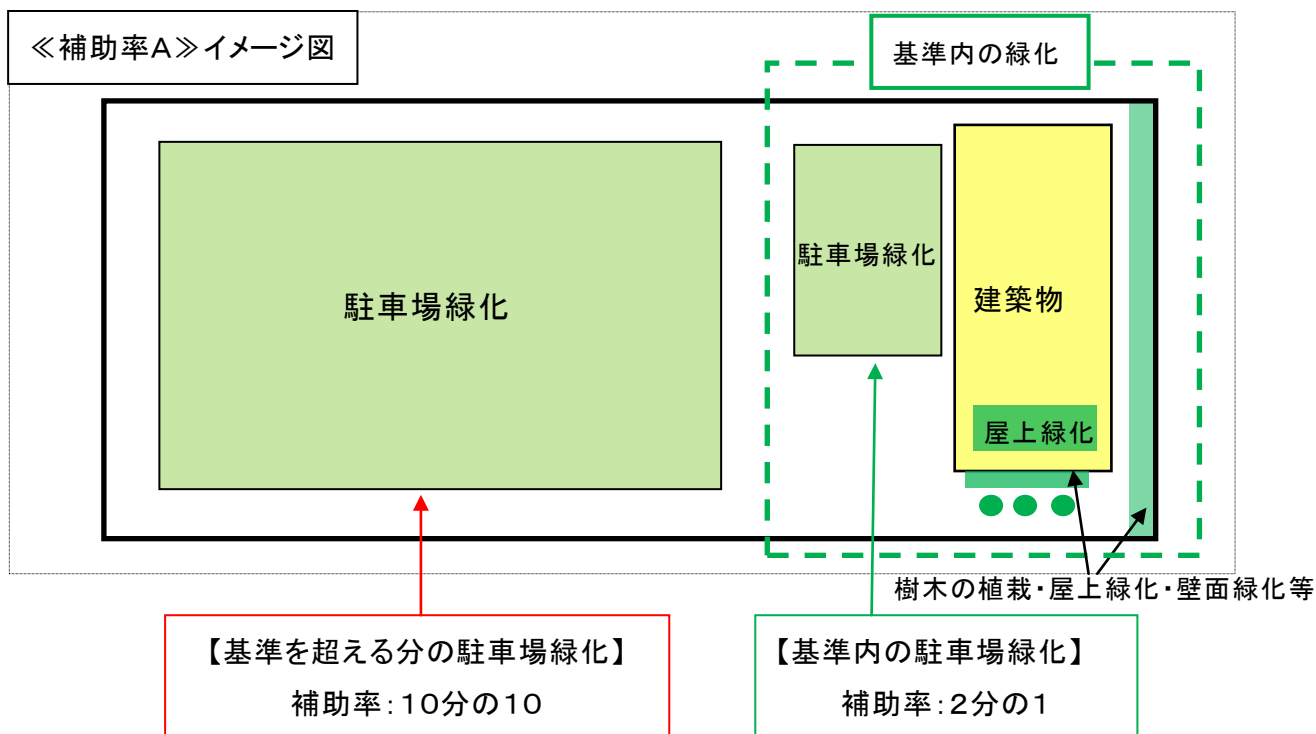 ≪補助率A≫イメージ図
基準内の緑化
駐車場緑化
駐車場緑化
建築物
屋上緑化
樹木の植栽・屋上緑化・壁面緑化等
【基準を超える分の駐車場緑化】
補助率:10分の10
【基準内の駐車場緑化】
補助率:2分の1